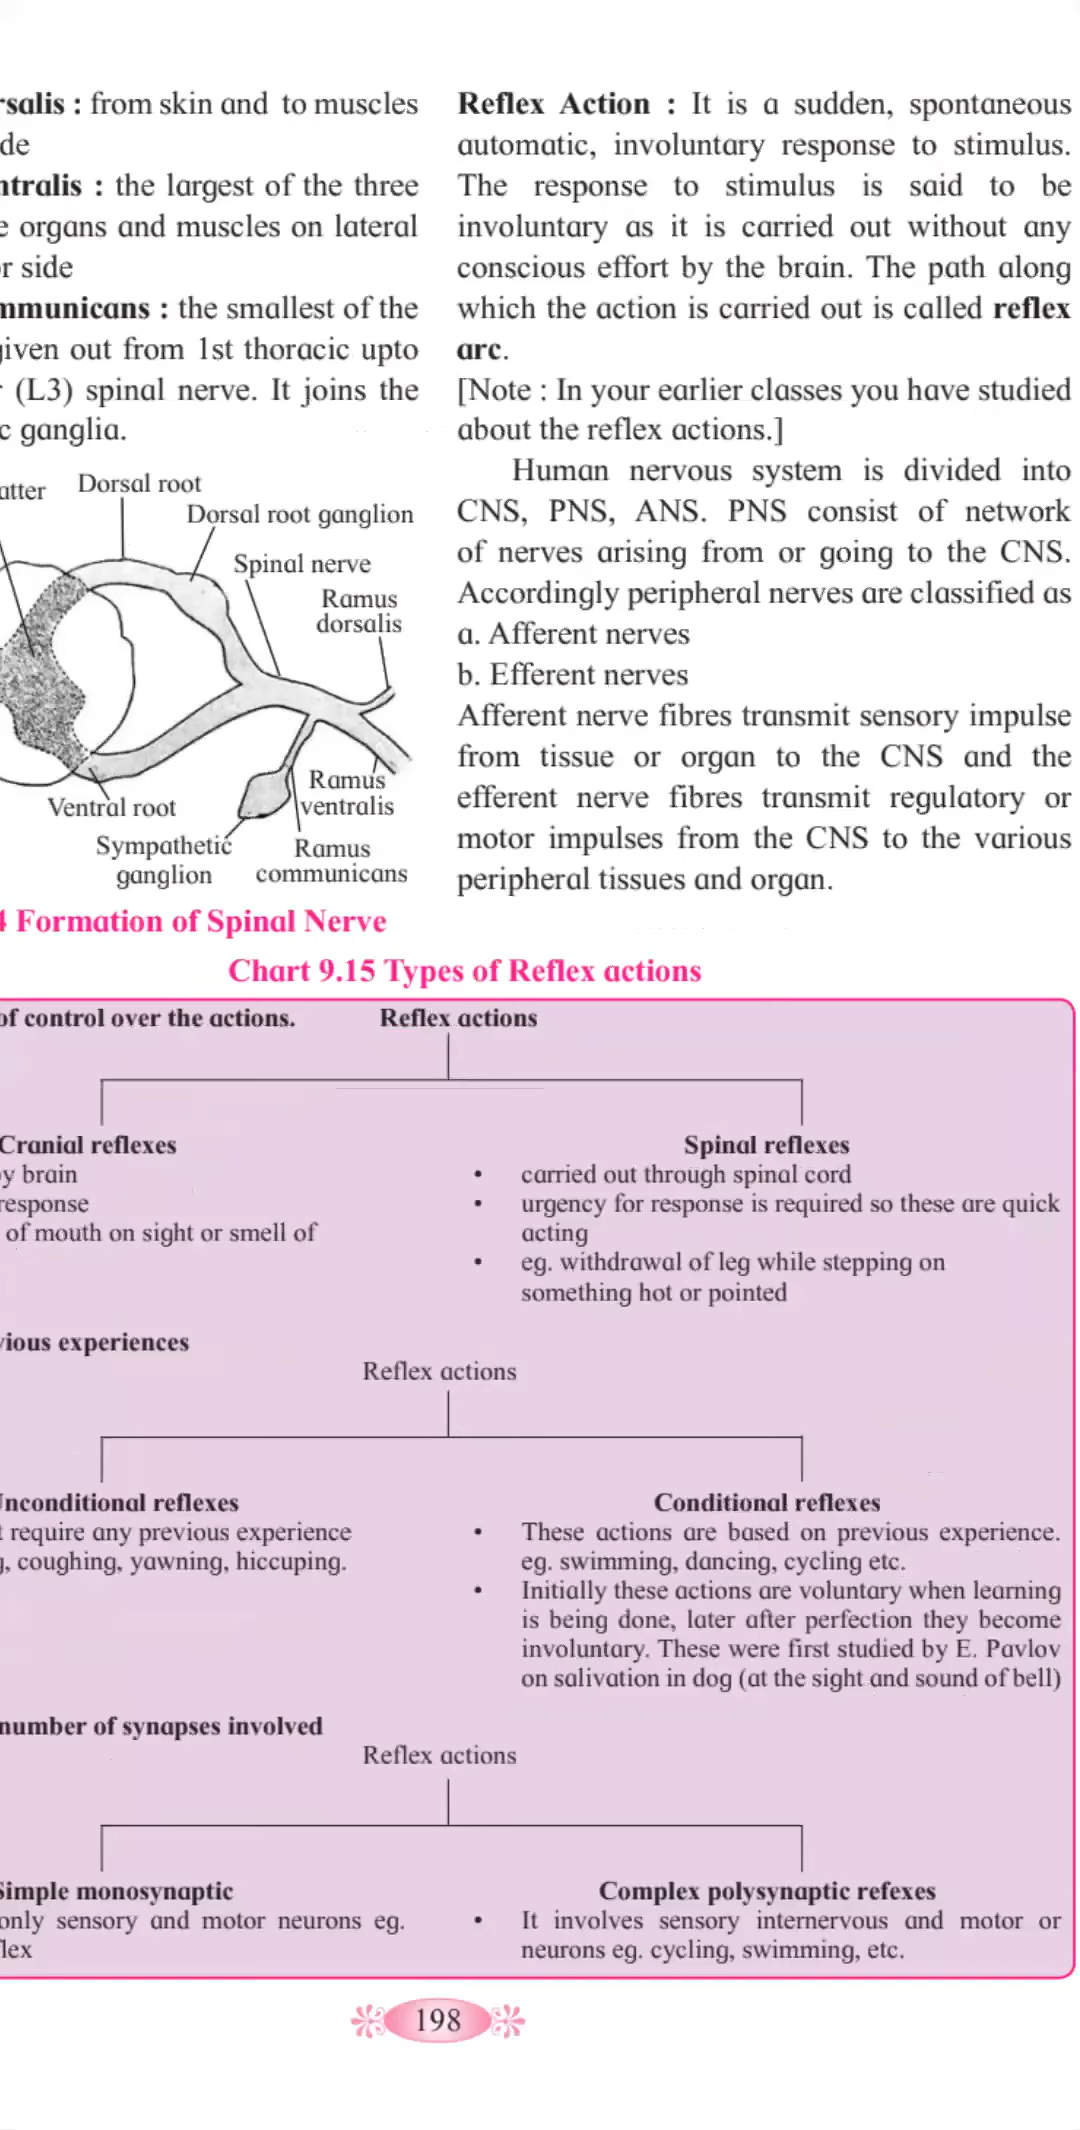 rsalis : from skin and to muscles
de
ntralis : the largest of the three
e organs and muscles on lateral
or side
mmunicans : the smallest of the
given out from 1st thoracic upto
r (L3) spinal nerve. It joins the
c ganglia.
atter
Dorsal root
Dorsal root ganglion
Spinal nerve
Ramus
dorsalis
Ramus
ventralis
Ventral root
Sympathetic
ganglion
Ramus
communicans
4 Formation of Spinal Nerve
Reflex Action : It is a sudden, spontaneous
automatic, involuntary response to stimulus.
The response to stimulus is said to be
involuntary as it is carried out without any
conscious effort by the brain. The path along
which the action is carried out is called reflex
arc.
[Note : In your earlier classes you have studied
about the reflex actions.]
Human nervous system is divided into
CNS, PNS, ANS. PNS consist of network
of nerves arising from or going to the CNS.
Accordingly peripheral nerves are classified as
a. Afferent nerves
b. Efferent nerves
Afferent nerve fibres transmit sensory impulse
from tissue or organ to the CNS and the
efferent nerve fibres transmit regulatory or
motor impulses from the CNS to the various
peripheral tissues and organ.
Chart 9.15 Types of Reflex actions
of control over the actions.
Reflex actions
Cranial reflexes
by brain
response
of mouth on sight or smell of
Spinal reflexes
• carried out through spinal cord
• urgency for response is required so these are quick
acting
• eg. withdrawal of leg while stepping on
something hot or pointed
vious experiences
Reflex actions
Unconditional reflexes
t require any previous experience
g, coughing, yawning, hiccuping.
Conditional reflexes
• These actions are based on previous experience.
eg. swimming, dancing, cycling etc.
• Initially these actions are voluntary when learning
is being done, later after perfection they become
involuntary. These were first studied by E. Pavlov
on salivation in dog (at the sight and sound of bell)
number of synapses involved
Reflex actions
Simple monosynaptic
only sensory and motor neurons eg.
flex
Complex polysynaptic refexes
• It involves sensory internervous and motor or
neurons eg. cycling, swimming, etc.
198